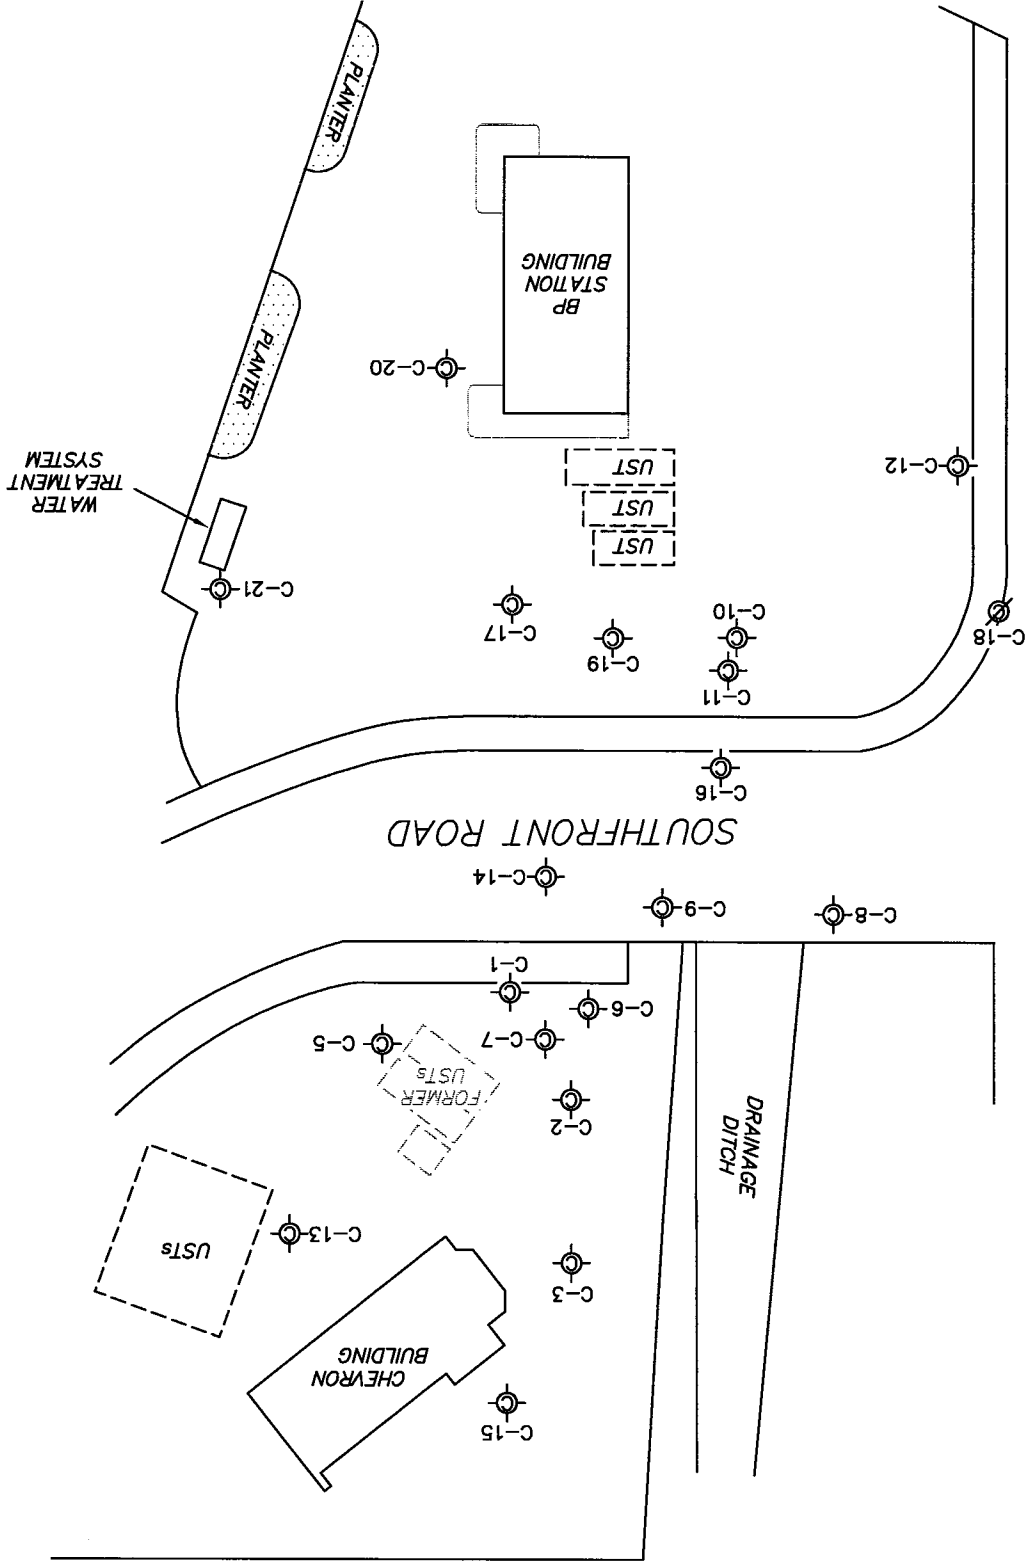 C-15
CHEVRON
BUILDING
C-3
C-13
USTs
C-2
FORMER
USTs
DRAINAGE
DITCH
C-5
C-7
C-6
C-1
C-8
C-9
C-14
SOUTHFRONT ROAD
C-16
C-11
C-10
C-18
C-19
C-17
C-21
UST
UST
UST
C-12
WATER
TREATMENT
SYSTEM
C-20
PLANTER
BP
STATION
BUILDING
PLANTER